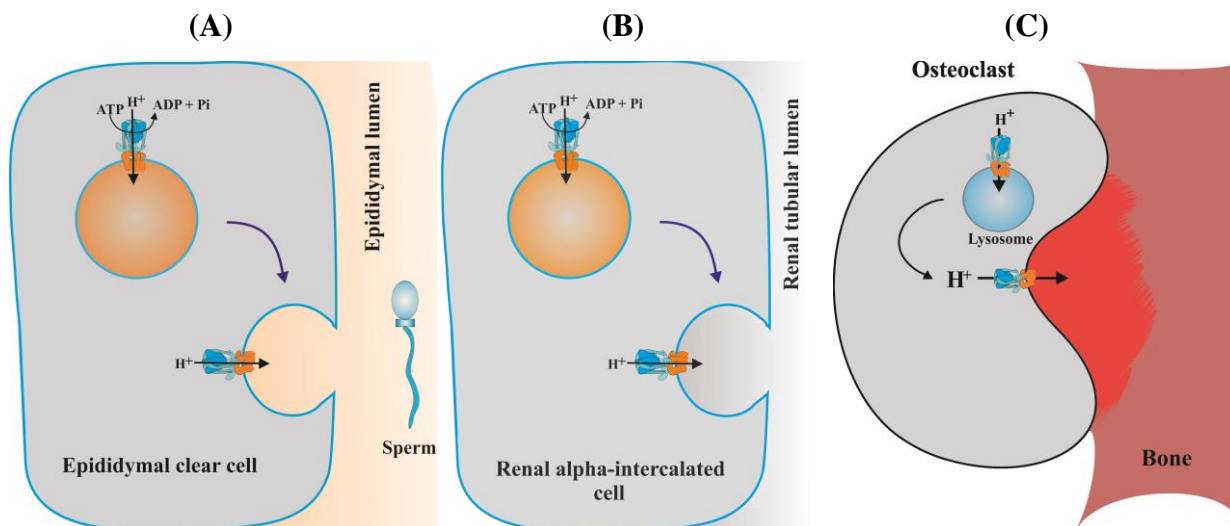 (A)
ATP H⁺ ADP + Pi
Epididymal lumen
H⁺
Sperm
Epididymal clear cell
(B)
ATP H⁺ ADP + Pi
Renal tubular lumen
H⁺
Renal alpha-intercalated
cell
(C)
Osteoclast
H⁺
Lysosome
H⁺
Bone